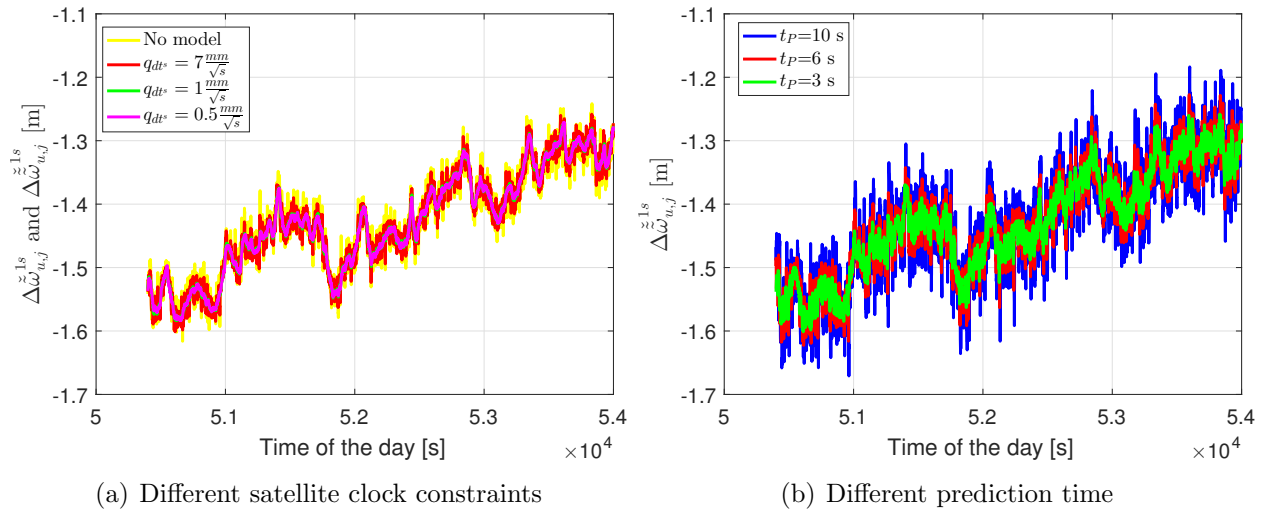 -1.1
-1.2
-1.3
-1.4
-1.5
-1.6
-1.7
Δω̃̌^{1s}_{u,j} and Δω̃̌̃^{1s}_{u,j} [m]
No model
q_{dt^s} = 7 mm/√s
q_{dt^s} = 1 mm/√s
q_{dt^s} = 0.5 mm/√s
5 5.1 5.2 5.3 5.4
Time of the day [s] ×10^4
(a) Different satellite clock constraints
-1.1
-1.2
-1.3
-1.4
-1.5
-1.6
-1.7
Δω̃̌̃^{1s}_{u,j} [m]
t_P=10 s
t_P=6 s
t_P=3 s
5 5.1 5.2 5.3 5.4
Time of the day [s] ×10^4
(b) Different prediction time